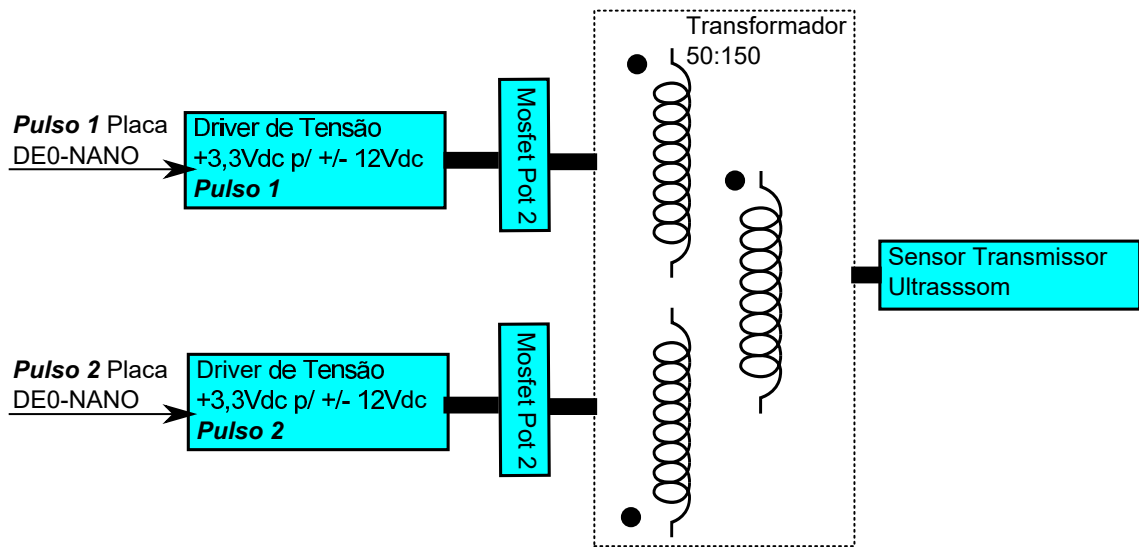 Transformador
50:150
Pulso 1 Placa
DE0-NANO
Driver de Tensão
+3,3Vdc p/ +/- 12Vdc
Pulso 1
Mosfet Pot 2
Sensor Transmissor
Ultrasssom
Pulso 2 Placa
DE0-NANO
Driver de Tensão
+3,3Vdc p/ +/- 12Vdc
Pulso 2
Mosfet Pot 2